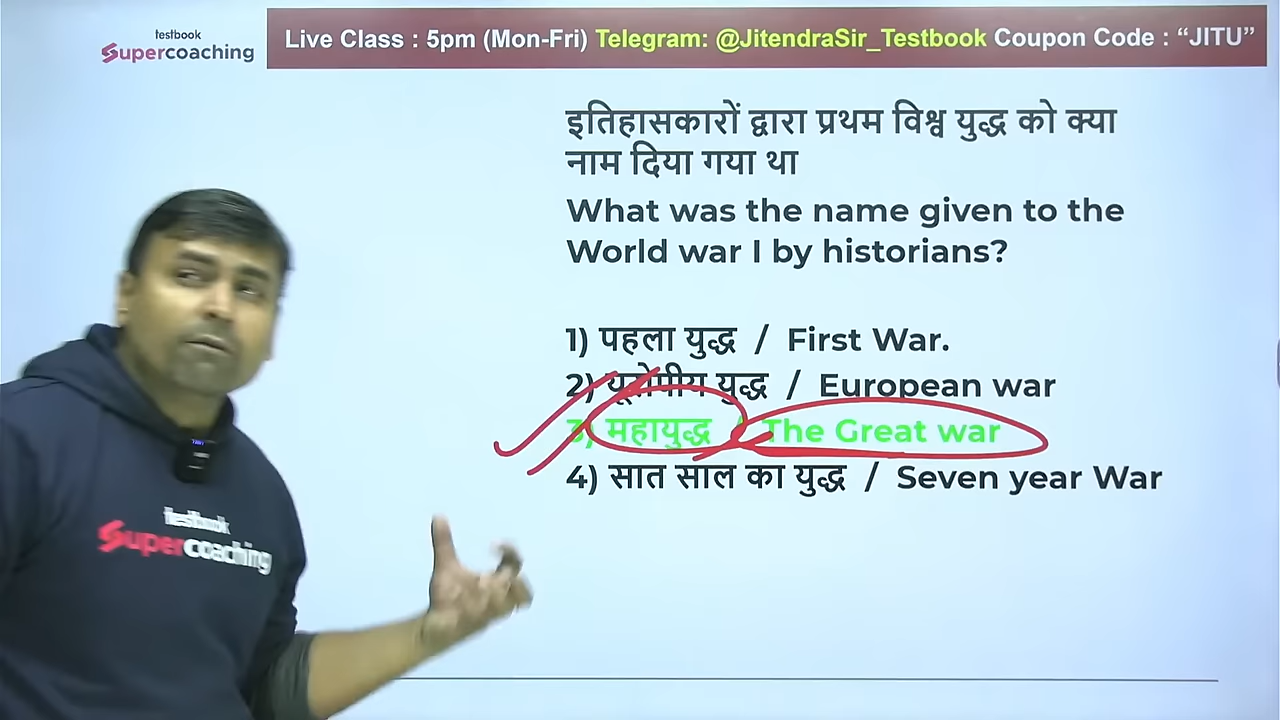 testbook
Supercoaching
Live Class : 5pm (Mon-Fri) Telegram: @JitendraSir_Testbook Coupon Code : “JITU”
इतिहासकारों द्वारा प्रथम विश्व युद्ध को क्या
नाम दिया गया था
What was the name given to the
World war I by historians?
1) पहला युद्ध / First War.
2) यूरोपीय युद्ध / European war
3) महायुद्ध / The Great war
4) सात साल का युद्ध / Seven year War
testbook
Supercoaching